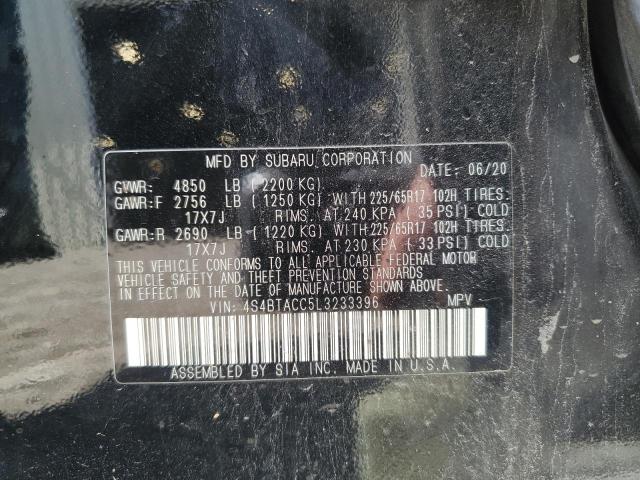 MFD BY SUBARU CORPORATION DATE: 06/20
GVWR: 4850 LB (2200 KG)
GAWR:F 2756 LB (1250 KG) WITH 225/65R17 102H TIRES:
17X7J RIMS, AT 240 KPA (35 PSI) COLD
GAWR:R 2690 LB (1220 KG) WITH 225/65R17 102H TIRES:
17X7J RIMS, AT 230 KPA (33 PSI) COLD
THIS VEHICLE CONFORMS TO ALL APPLICABLE FEDERAL MOTOR
VEHICLE SAFETY AND THEFT PREVENTION STANDARDS
IN EFFECT ON THE DATE OF MANUFACTURE SHOWN ABOVE.
VIN: 4S4BTACC5L3233396 MPV
ASSEMBLED BY SIA INC. MADE IN U.S.A.